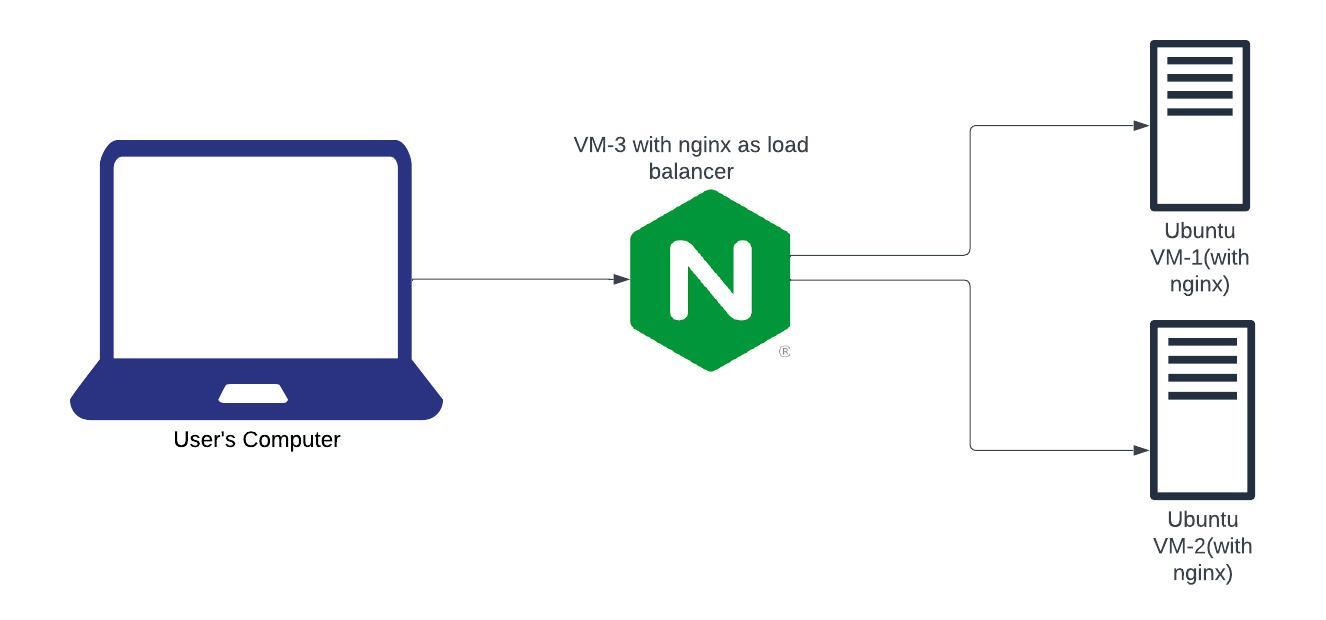 VM-3 with nginx as load
balancer
N
®
User's Computer
Ubuntu
VM-1(with
nginx)
Ubuntu
VM-2(with
nginx)